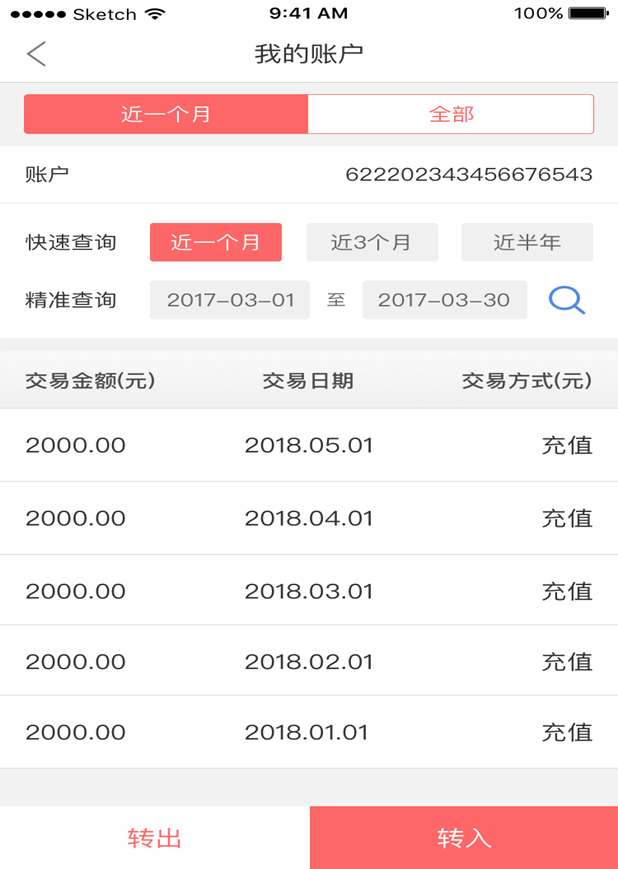 Sketch 9:41 AM 100%
我的账户
近一个月 全部
账户 622202343456676543
快速查询 近一个月 近3个月 近半年
精准查询 2017-03-01 至 2017-03-30
交易金额(元) 交易日期 交易方式(元)
2000.00 2018.05.01 充值
2000.00 2018.04.01 充值
2000.00 2018.03.01 充值
2000.00 2018.02.01 充值
2000.00 2018.01.01 充值
转出 转入